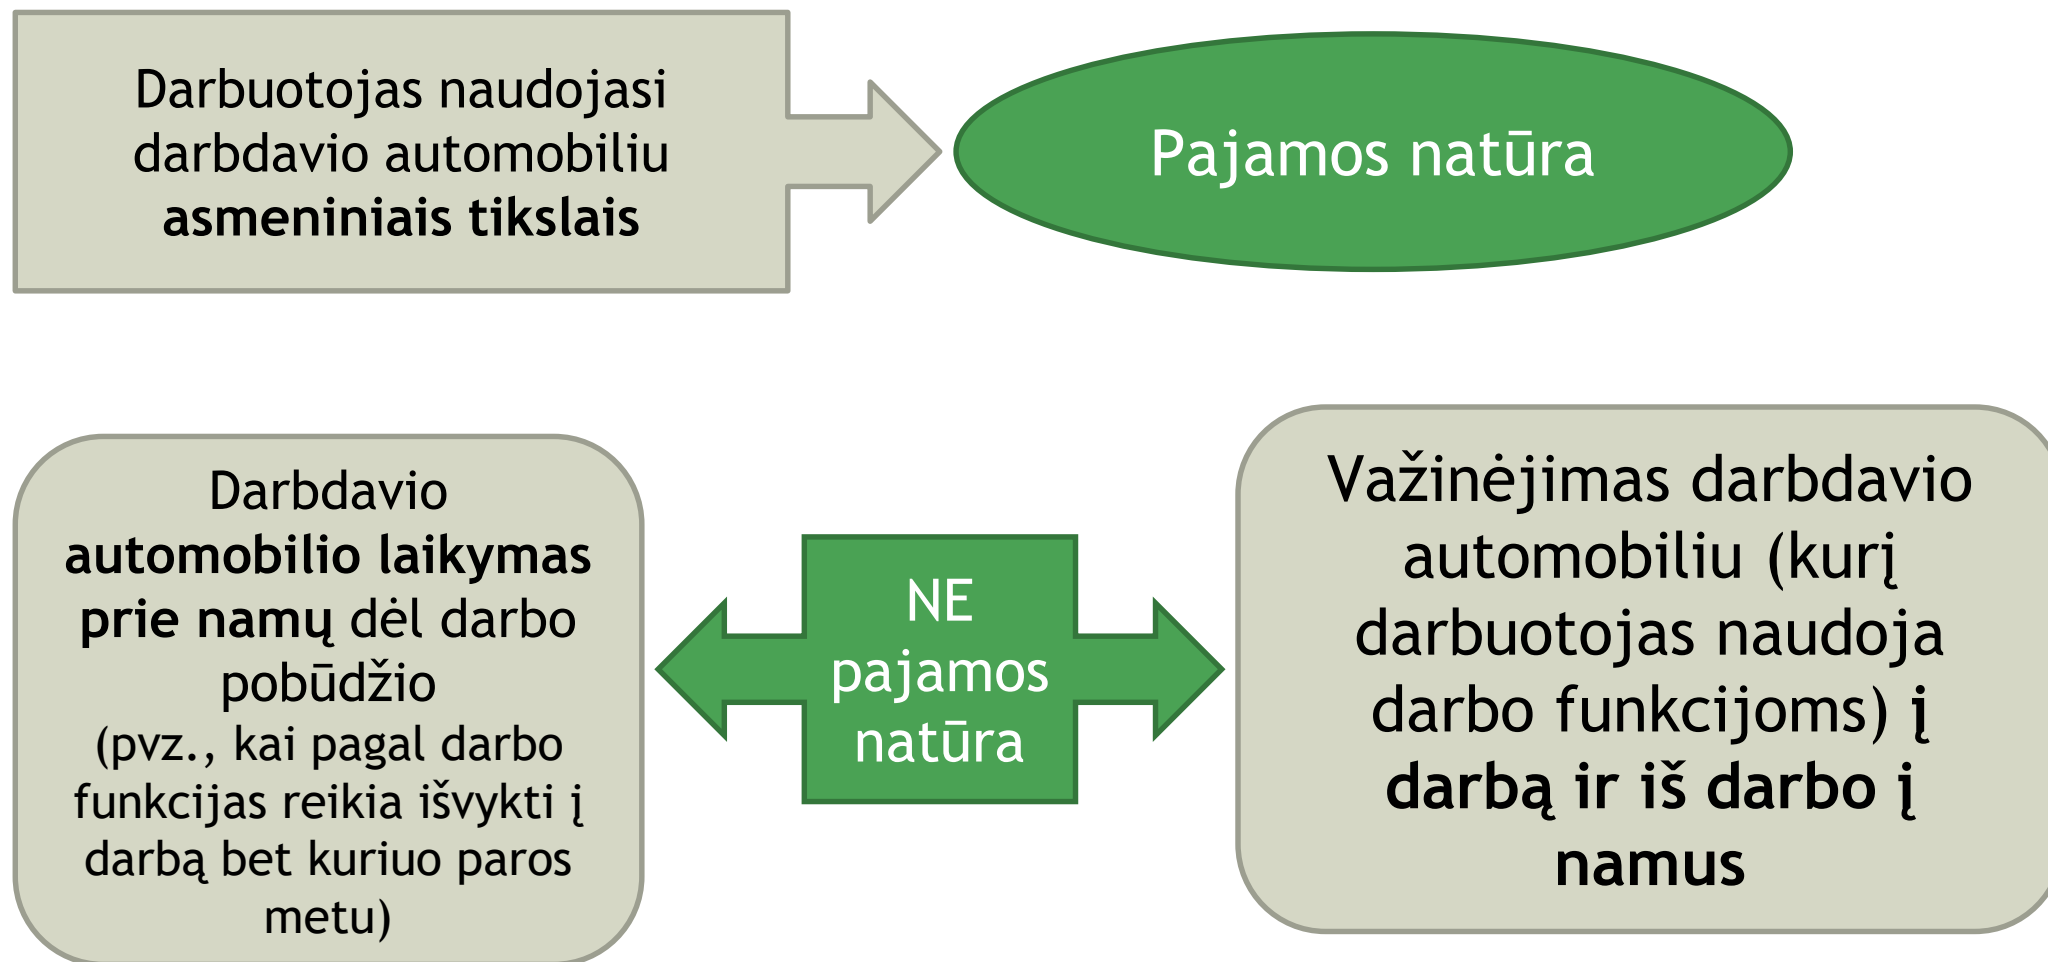 Darbuotojas naudojasi
darbdavio automobiliu
asmeniniais tikslais
Pajamos natūra
Darbdavio
automobilio laikymas
prie namų dėl darbo
pobūdžio
(pvz., kai pagal darbo
funkcijas reikia išvykti į
darbą bet kuriuo paros
metu)
NE
pajamos
natūra
Važinėjimas darbdavio
automobiliu (kurį
darbuotojas naudoja
darbo funkcijoms) į
darbą ir iš darbo į
namus